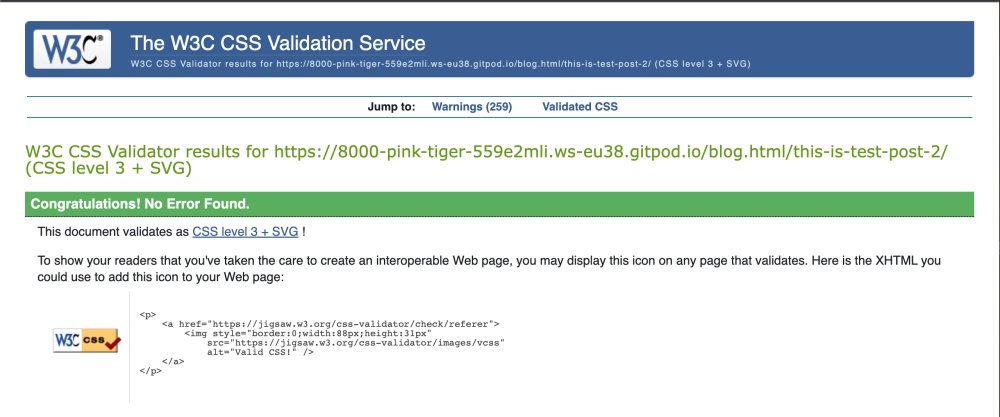 W3C®
The W3C CSS Validation Service
W3C CSS Validator results for https://8000-pink-tiger-559e2mli.ws-eu38.gitpod.io/blog.html/this-is-test-post-2/ (CSS level 3 + SVG)
Jump to: Warnings (259) Validated CSS
W3C CSS Validator results for https://8000-pink-tiger-559e2mli.ws-eu38.gitpod.io/blog.html/this-is-test-post-2/
(CSS level 3 + SVG)
Congratulations! No Error Found.
This document validates as CSS level 3 + SVG !
To show your readers that you've taken the care to create an interoperable Web page, you may display this icon on any page that validates. Here is the XHTML you
could use to add this icon to your Web page:
W3C css
<p>
    <a href="https://jigsaw.w3.org/css-validator/check/referer">
        <img style="border:0;width:88px;height:31px"
            src="https://jigsaw.w3.org/css-validator/images/vcss"
            alt="Valid CSS!" />
    </a>
</p>